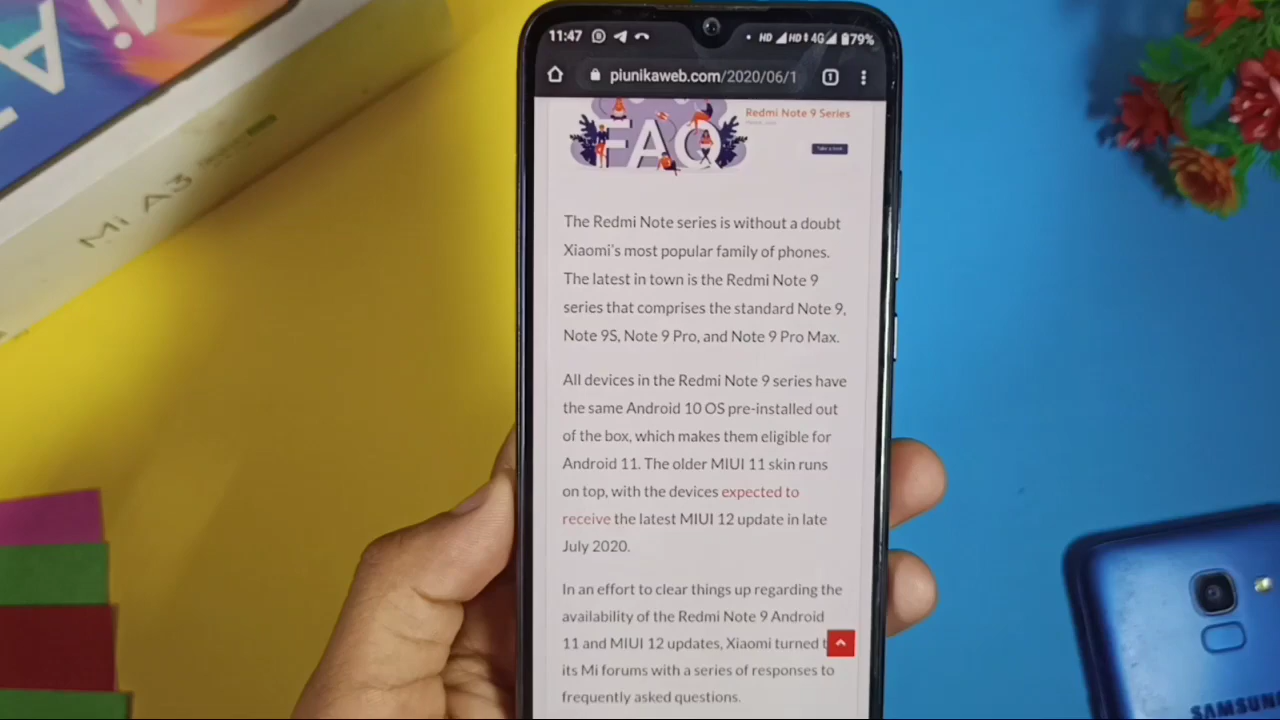 Mi A3
11:47
HD HD 4G 79%
piunikaweb.com/2020/06/1
1
FAQ
Redmi Note 9 Series
Take a look
The Redmi Note series is without a doubt
Xiaomi's most popular family of phones.
The latest in town is the Redmi Note 9
series that comprises the standard Note 9,
Note 9S, Note 9 Pro, and Note 9 Pro Max.
All devices in the Redmi Note 9 series have
the same Android 10 OS pre-installed out
of the box, which makes them eligible for
Android 11. The older MIUI 11 skin runs
on top, with the devices expected to
receive the latest MIUI 12 update in late
July 2020.
In an effort to clear things up regarding the
availability of the Redmi Note 9 Android
11 and MIUI 12 updates, Xiaomi turned
its Mi forums with a series of responses to
frequently asked questions.
SAMSUNG